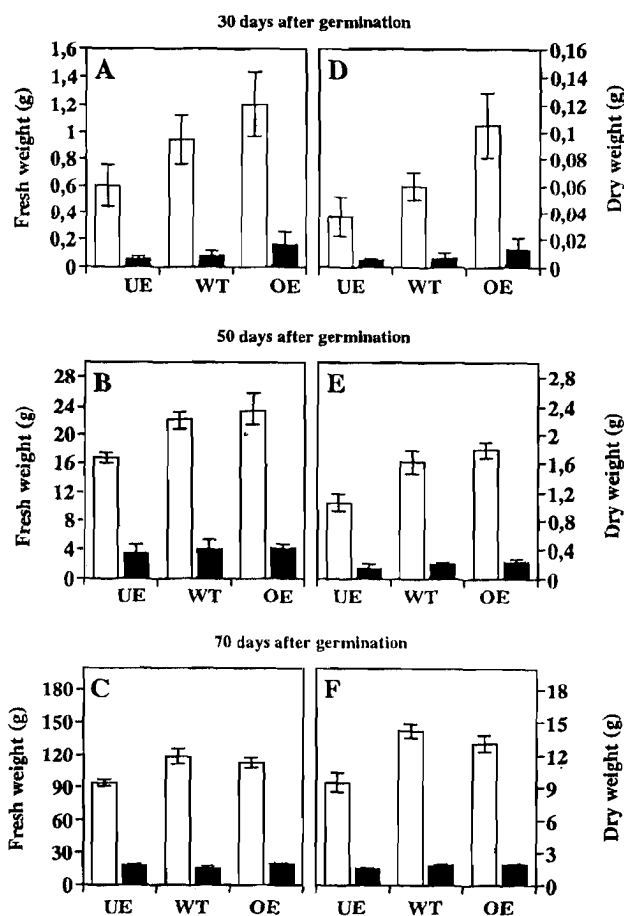 30 days after germination
A
D
Fresh weight (g)
1,6
1,4
1,2
1
0,8
0,6
0,4
0,2
0
UE WT OE
UE WT OE
0,16
0,14
0,12
0,1
0,08
0,06
0,04
0,02
0
Dry weight (g)
50 days after germination
B
E
Fresh weight (g)
28
24
20
16
12
8
4
0
UE WT OE
UE WT OE
2,8
2,4
2
1,6
1,2
0,8
0,4
0
Dry weight (g)
70 days after germination
C
F
Fresh weight (g)
180
150
120
90
60
30
0
UE WT OE
UE WT OE
18
15
12
9
6
3
0
Dry weight (g)